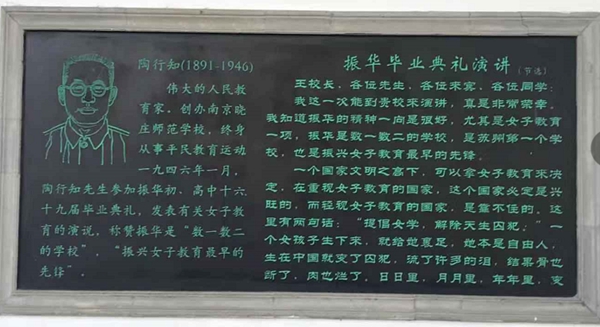 陶行知(1891-1946)
伟大的人民教
育家。创办南京晓
庄师范学校，终身
从事平民教育运动
一九四六年一月，
陶行知先生参加振华初、高中十六、
十九届毕业典礼，发表有关女子教
育的演说，称赞振华是“数一数二
的学校”，“振兴女子教育最早的
先锋”。
振华毕业典礼演讲（节选）
王校长，各位先生，各位来宾，各位同学：
我这一次能到贵校来演讲，真是非常荣幸。
我知道振华的精神一向是很好，尤其是女子教育
一项，振华是数一数二的学校，是苏州第一个学
校，也是振兴女子教育最早的先锋。
一个国家文明之高下，可以拿女子教育来决
定，在重视女子教育的国家，这个国家必定是兴
旺的，而轻视女子教育的国家，是靠不住的。这
里有两句话：“提倡女学，解除天生囚犯，”一
个女孩子生下来，就给她裹足，她本是自由人，
生在中国就变了囚犯，流了许多的泪，结果骨也
断了，肉也烂了，日日里，月月里，年年里，变